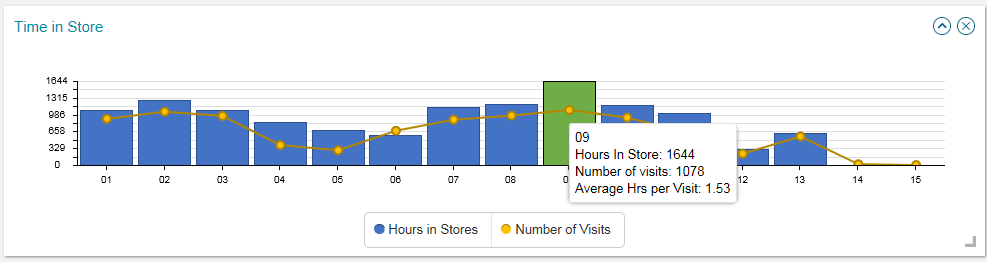 Time in Store
1644
1315
986
658
329
0
01 02 03 04 05 06 07 08 12 13 14 15
09
Hours In Store: 1644
Number of visits: 1078
Average Hrs per Visit: 1.53
Hours in Stores Number of Visits